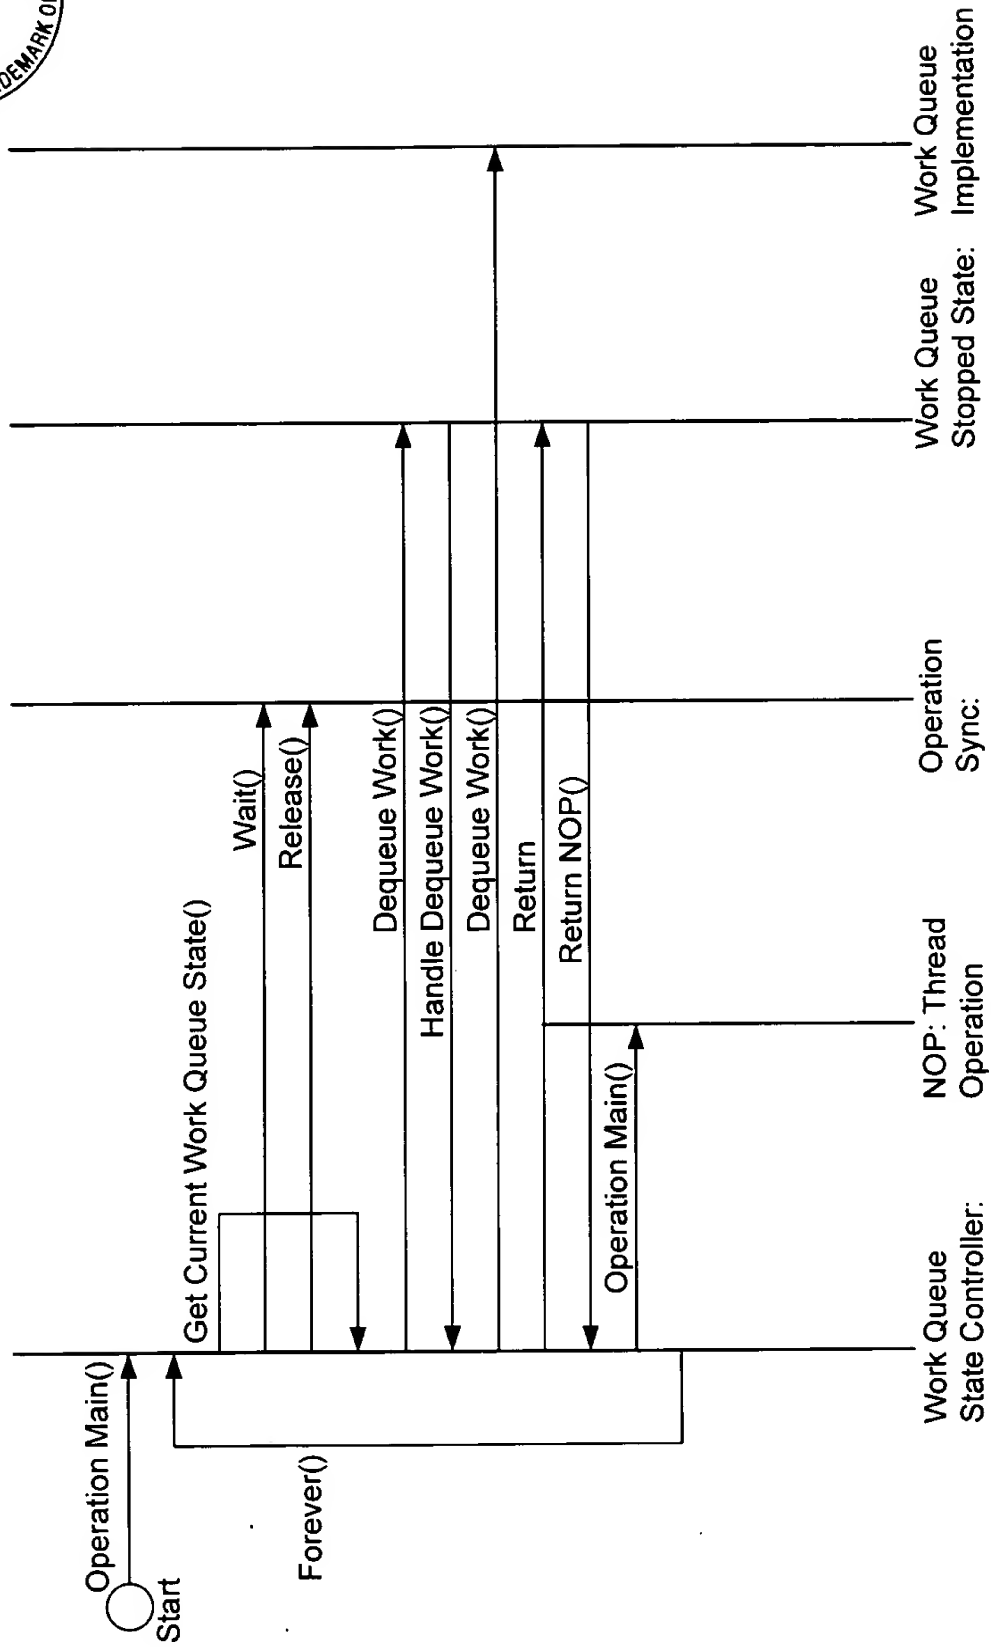 DEMARK
Start
Operation Main()
Forever()
Get Current Work Queue State()
Wait()
Release()
Dequeue Work()
Handle Dequeue Work()
Dequeue Work()
Return
Return NOP()
Operation Main()
Work Queue
State Controller:
NOP: Thread
Operation
Operation
Sync:
Work Queue
Stopped State:
Work Queue
Implementation